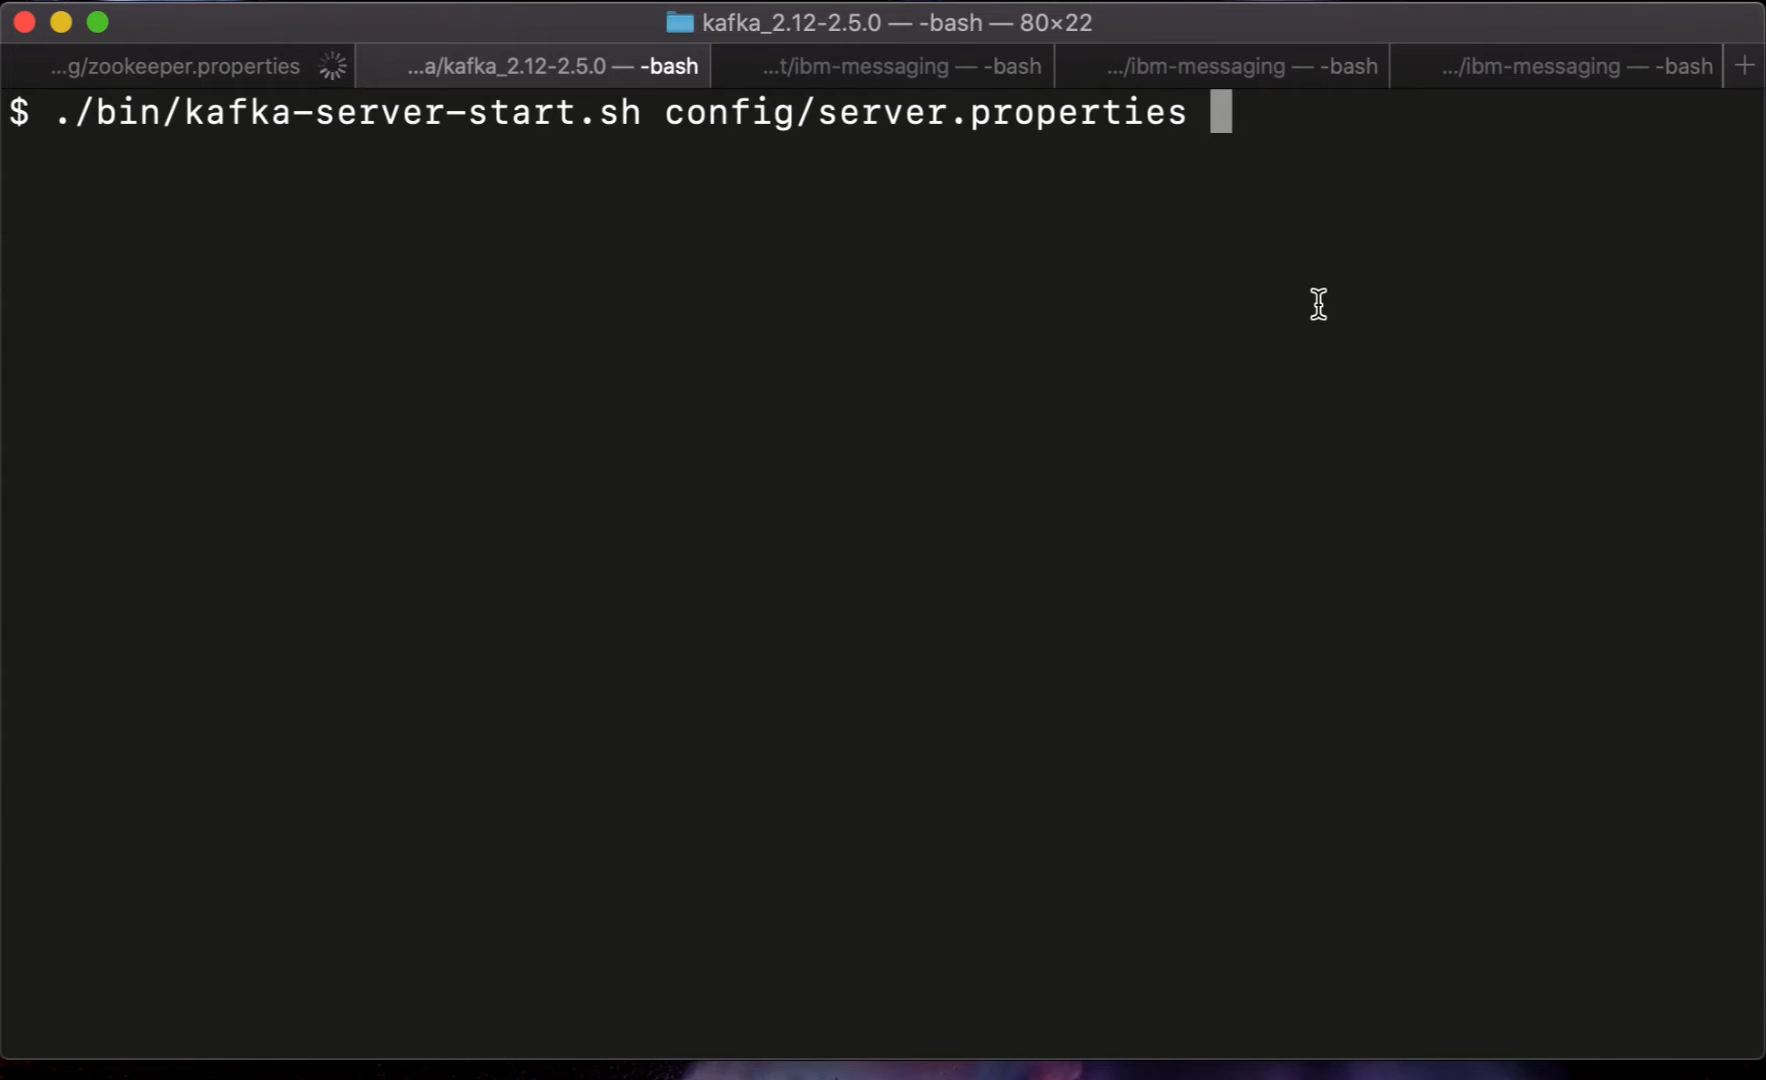 kafka_2.12-2.5.0 — -bash — 80×22
...g/zookeeper.properties
...a/kafka_2.12-2.5.0 — -bash
...t/ibm-messaging — -bash
.../ibm-messaging — -bash
.../ibm-messaging — -bash
+
$ ./bin/kafka-server-start.sh config/server.properties